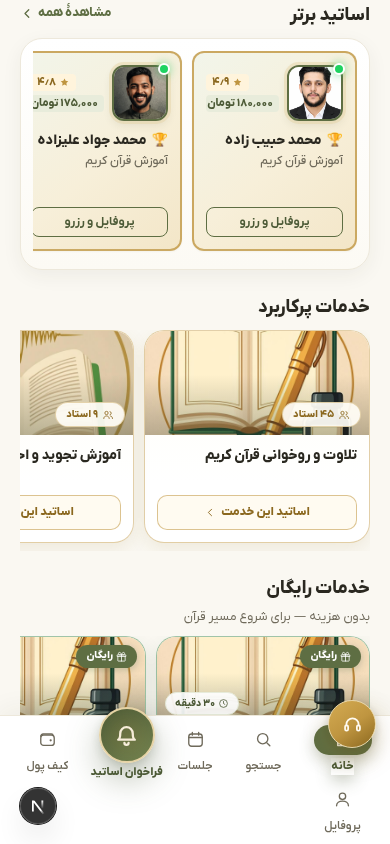 اساتید برتر
مشاهدهٔ همه
۴٫۹
۱۸۰,۰۰۰ تومان
محمد حبیب زاده
آموزش قرآن کریم
پروفایل و رزرو
۴٫۸
۱۷۵,۰۰۰ تومان
محمد جواد علیزاده
آموزش قرآن کریم
پروفایل و رزرو
خدمات پرکاربرد
۴۵ استاد
تلاوت و روخوانی قرآن کریم
اساتید این خدمت
۹ استاد
آموزش تجوید و
اساتید این
خدمات رایگان
بدون هزینه — برای شروع مسیر قرآن
رایگان
۳۰ دقیقه
رایگان
خانه
جستجو
جلسات
فراخوان اساتید
کیف پول
پروفایل
N